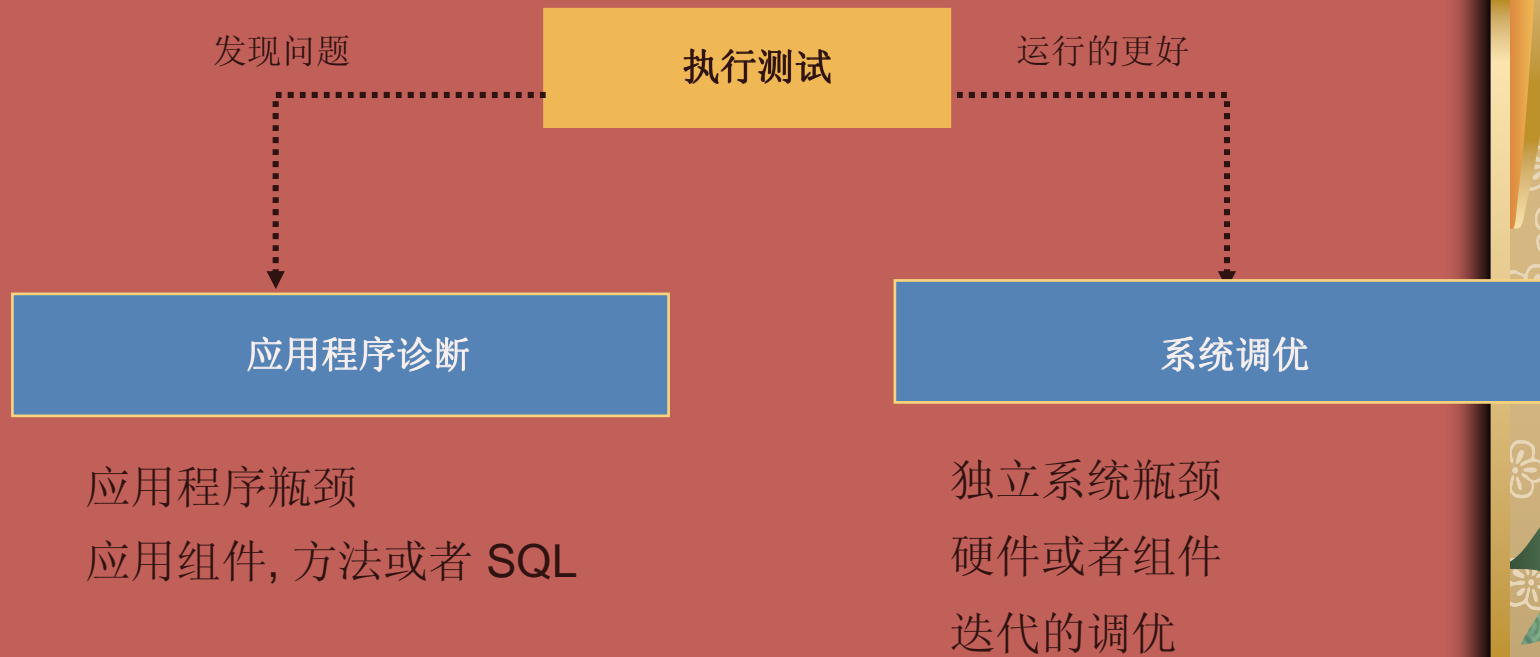 发现问题
执行测试
运行的更好
应用程序诊断
系统调优
应用程序瓶颈
应用组件, 方法或者 SQL
独立系统瓶颈
硬件或者组件
迭代的调优